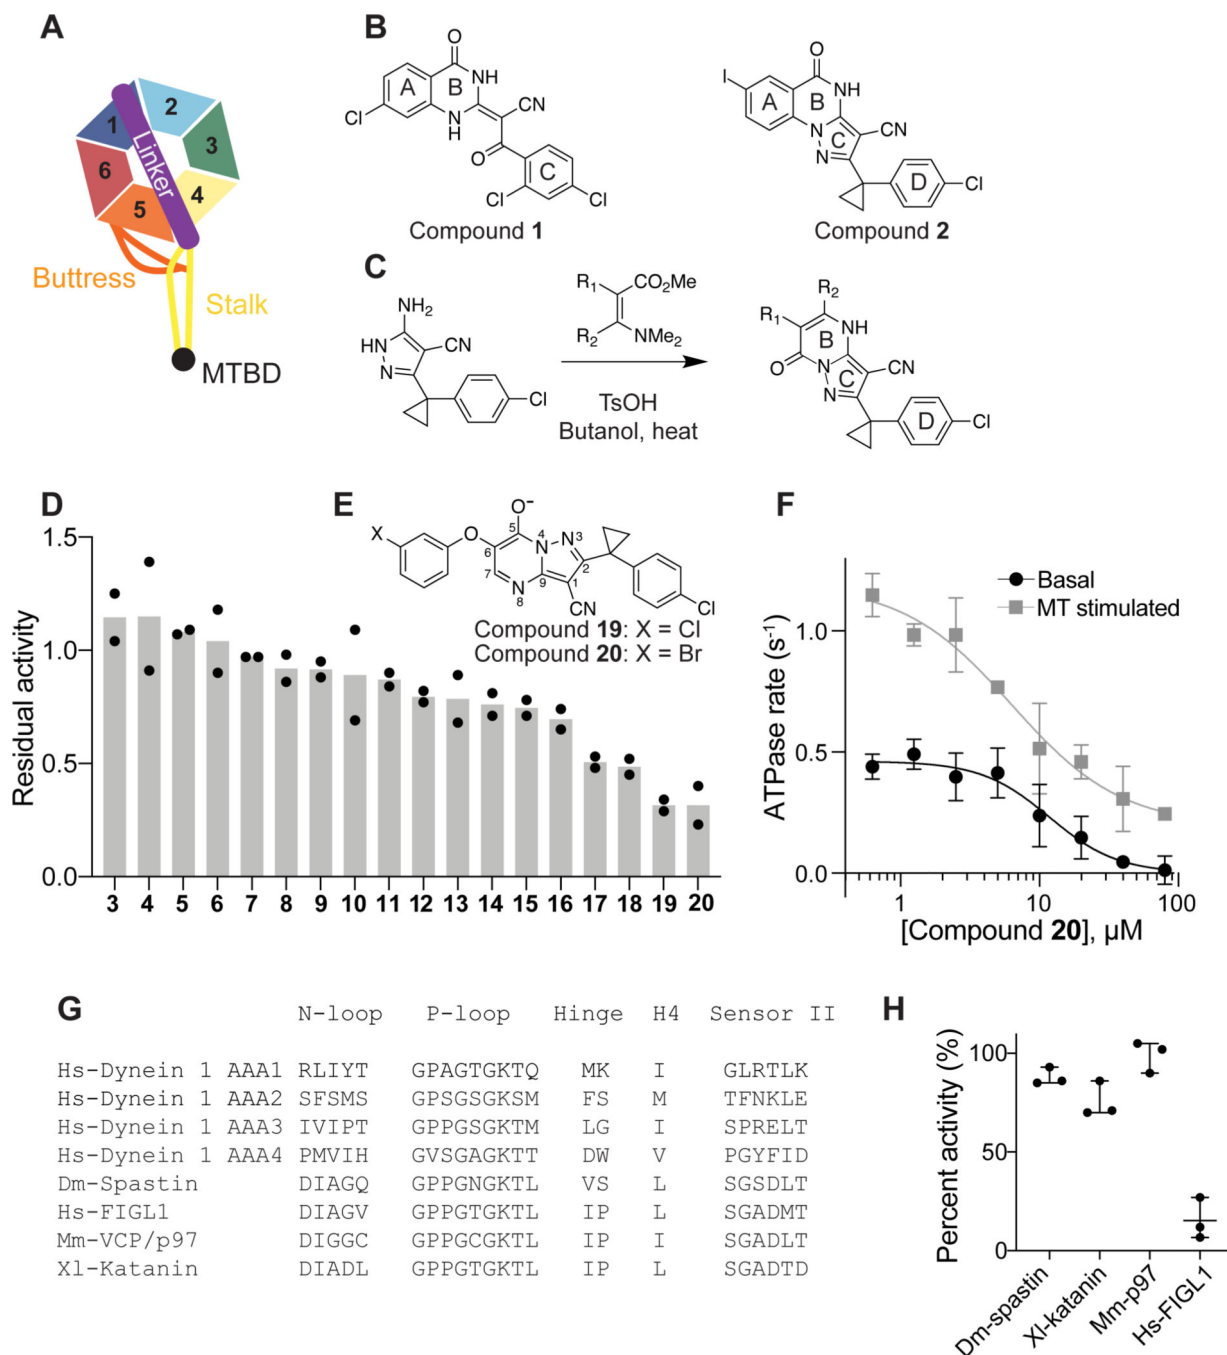 A
1
2
3
4
5
6
Linker
Buttress
Stalk
MTBD
B
O
A
B
NH
Cl
N
H
CN
O
C
Cl
Cl
Compound 1
O
I
A
B
NH
N
N
C
CN
D
Cl
Compound 2
C
NH2
HN
N
CN
Cl
R1
CO2Me
R2
NMe2
TsOH
Butanol, heat
R2
R1
B
NH
O
N
N
C
CN
D
Cl
D
Residual activity
1.5
1.0
0.5
0.0
3 4 5 6 7 8 9 10 11 12 13 14 15 16 17 18 19 20
E
X
O
O-
5
4
N
N
3
6
7
N
8
9
1
2
CN
Cl
Compound 19: X = Cl
Compound 20: X = Br
F
Basal
MT stimulated
ATPase rate (s-1)
1.0
0.5
0.0
1 10 100
[Compound 20], µM
G
N-loop P-loop Hinge H4 Sensor II
Hs-Dynein 1 AAA1 RLIYT GPAGTGKTQ MK I GLRTLK
Hs-Dynein 1 AAA2 SFSMS GPSGSGKSM FS M TFNKLE
Hs-Dynein 1 AAA3 IVIPT GPPGSGKTM LG I SPRELT
Hs-Dynein 1 AAA4 PMVIH GVSGAGKTT DW V PGYFID
Dm-Spastin DIAGQ GPPGNGKTL VS L SGSDLT
Hs-FIGL1 DIAGV GPPGTGKTL IP L SGADMT
Mm-VCP/p97 DIGGC GPPGCGKTL IP I SGADLT
Xl-Katanin DIADL GPPGTGKTL IP L SGADTD
H
Percent activity (%)
100
50
0
Dm-spastin
Xl-katanin
Mm-p97
Hs-FIGL1